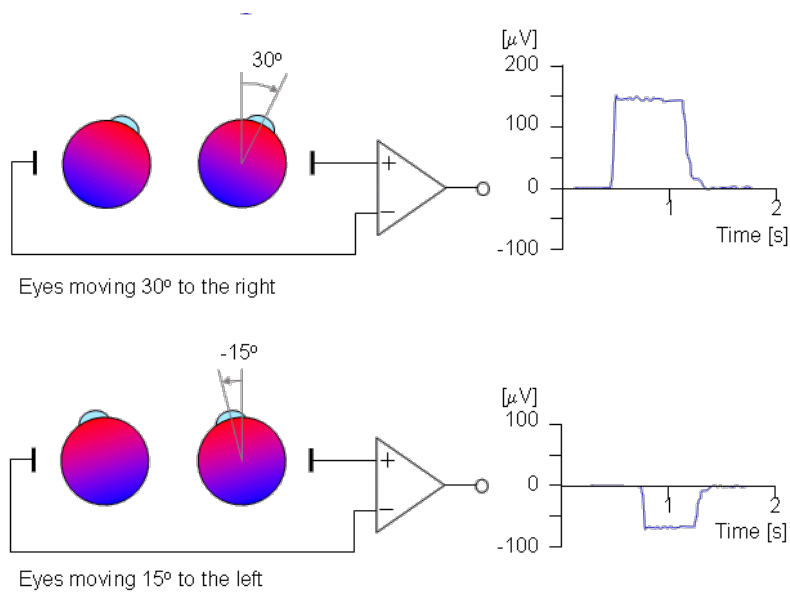 30º
+
−
[μV]
200
100
0
-100
1
2
Time [s]
Eyes moving 30º to the right
-15º
+
−
[μV]
100
0
-100
1
2
Time [s]
Eyes moving 15º to the left